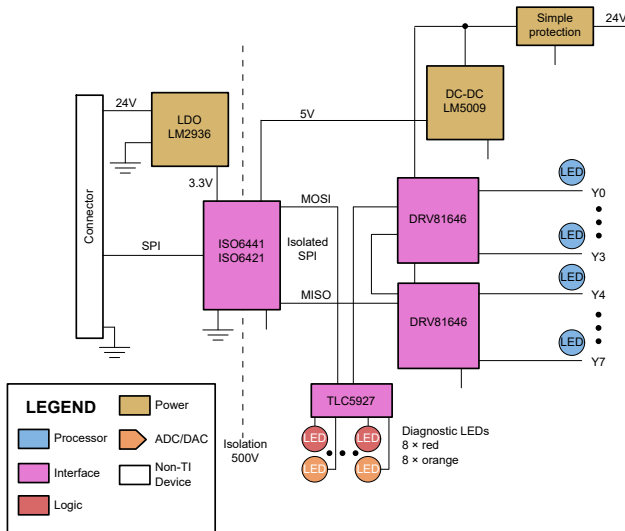 Simple
protection
24V
DC-DC
LM5009
24V
LDO
LM2936
5V
3.3V
Connector
SPI
ISO6441
ISO6421
MOSI
Isolated
SPI
MISO
DRV81646
DRV81646
LED
Y0
LED
Y3
LED
Y4
LED
Y7
TLC5927
LED
LED
LED
LED
Diagnostic LEDs
8 × red
8 × orange
Isolation
500V
LEGEND
Processor
Interface
Logic
Power
ADC/DAC
Non-TI
Device